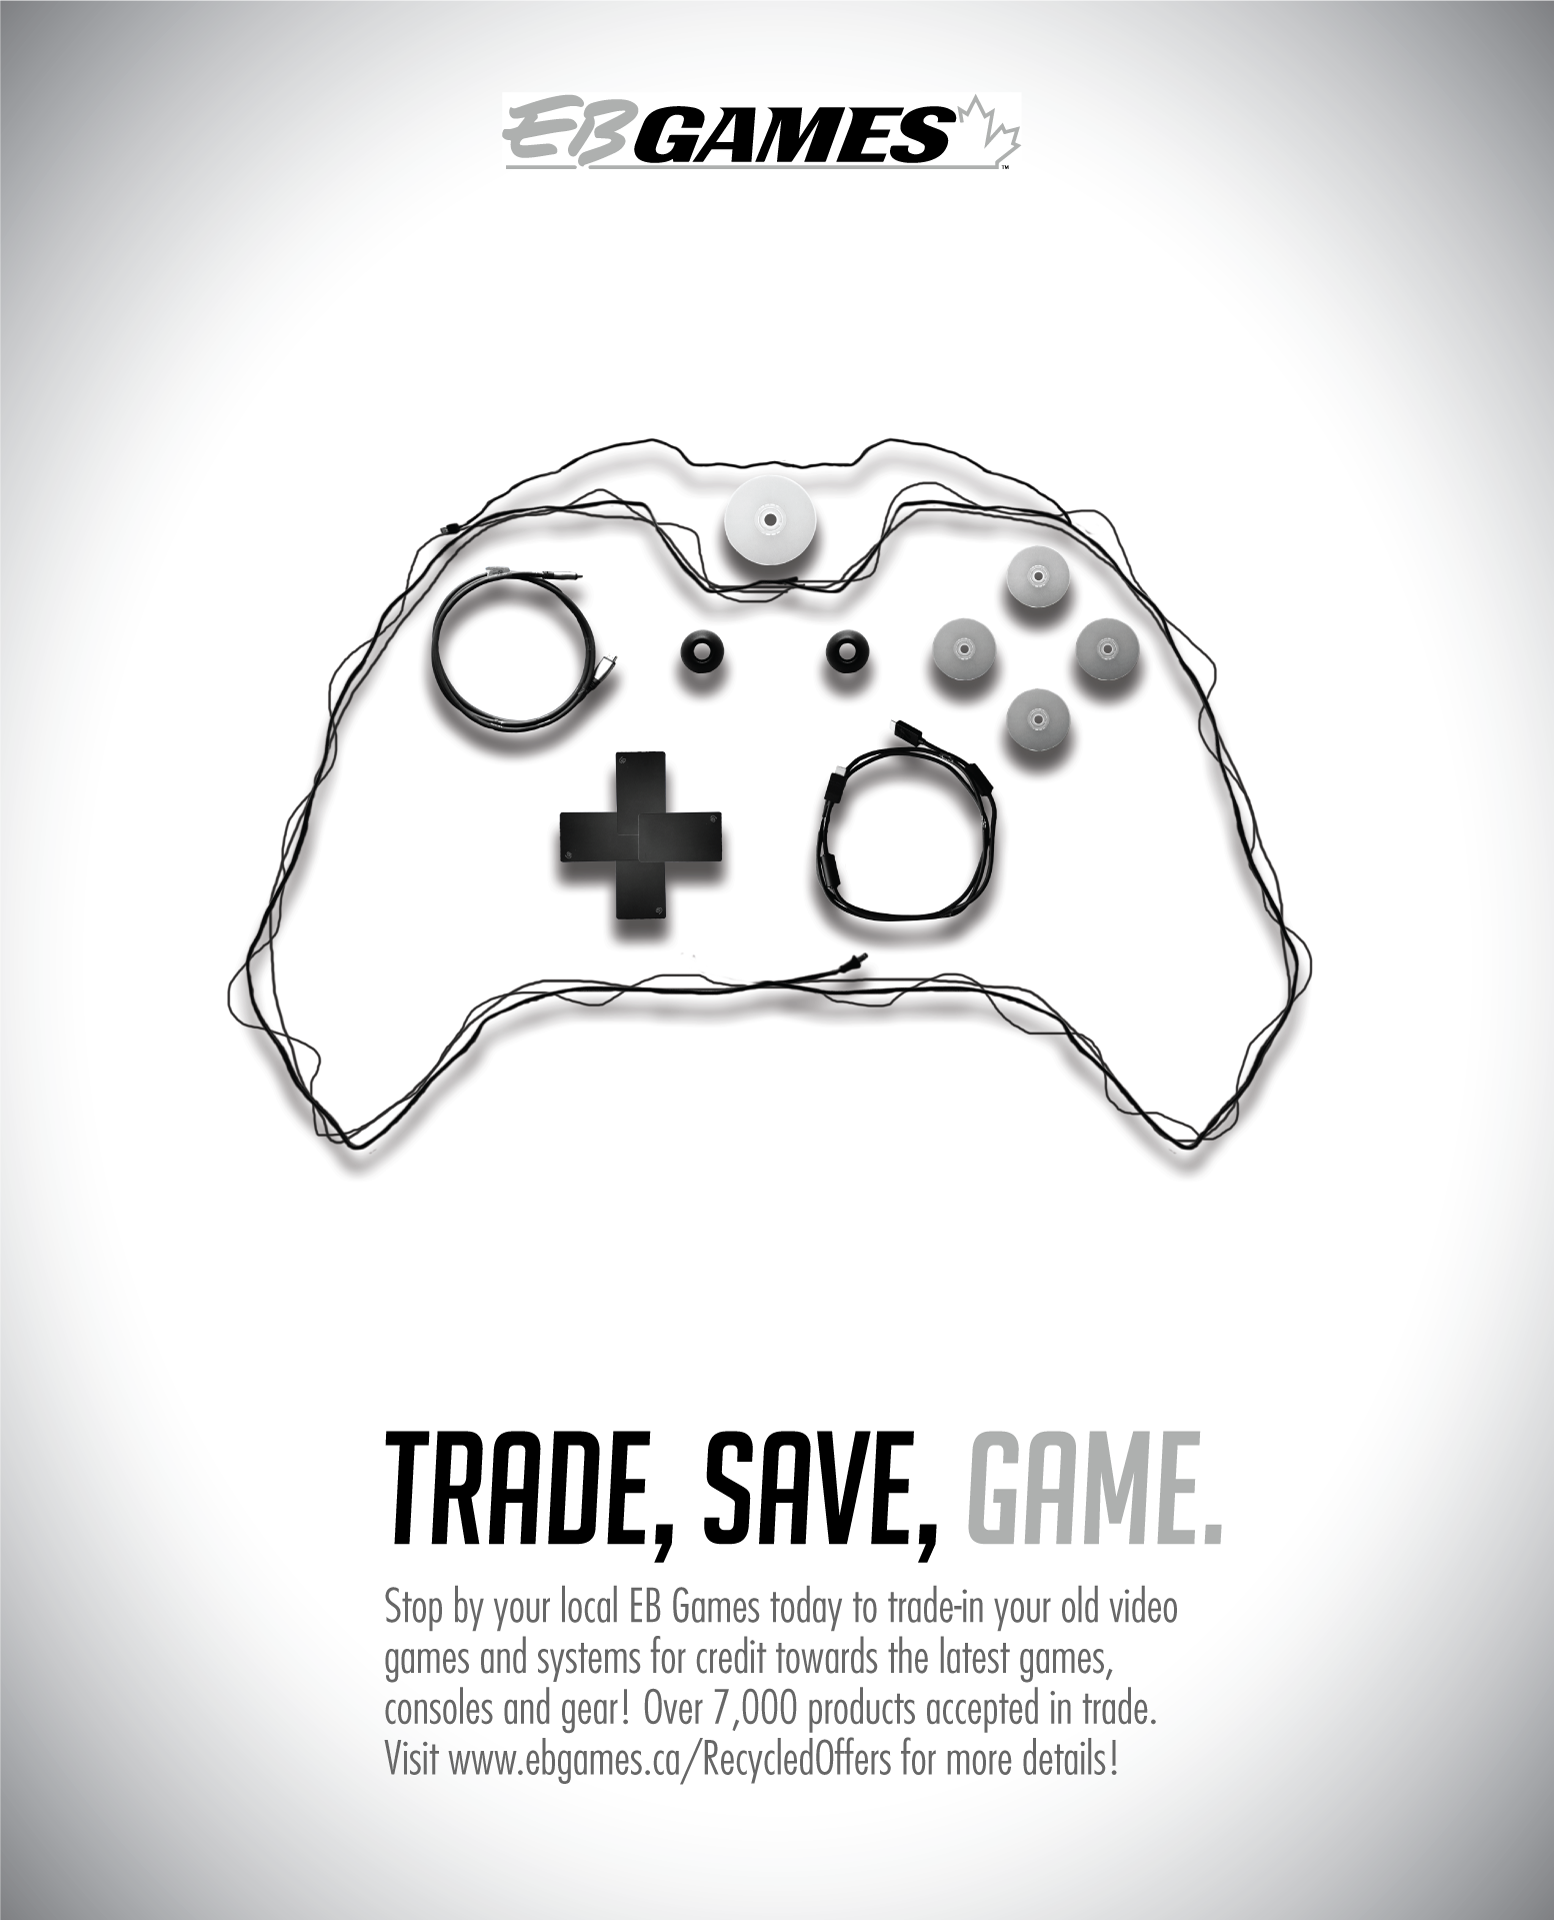 EBGAMES™
TRADE, SAVE, GAME.
Stop by your local EB Games today to trade-in your old video
games and systems for credit towards the latest games,
consoles and gear! Over 7,000 products accepted in trade.
Visit www.ebgames.ca/RecycledOffers for more details!